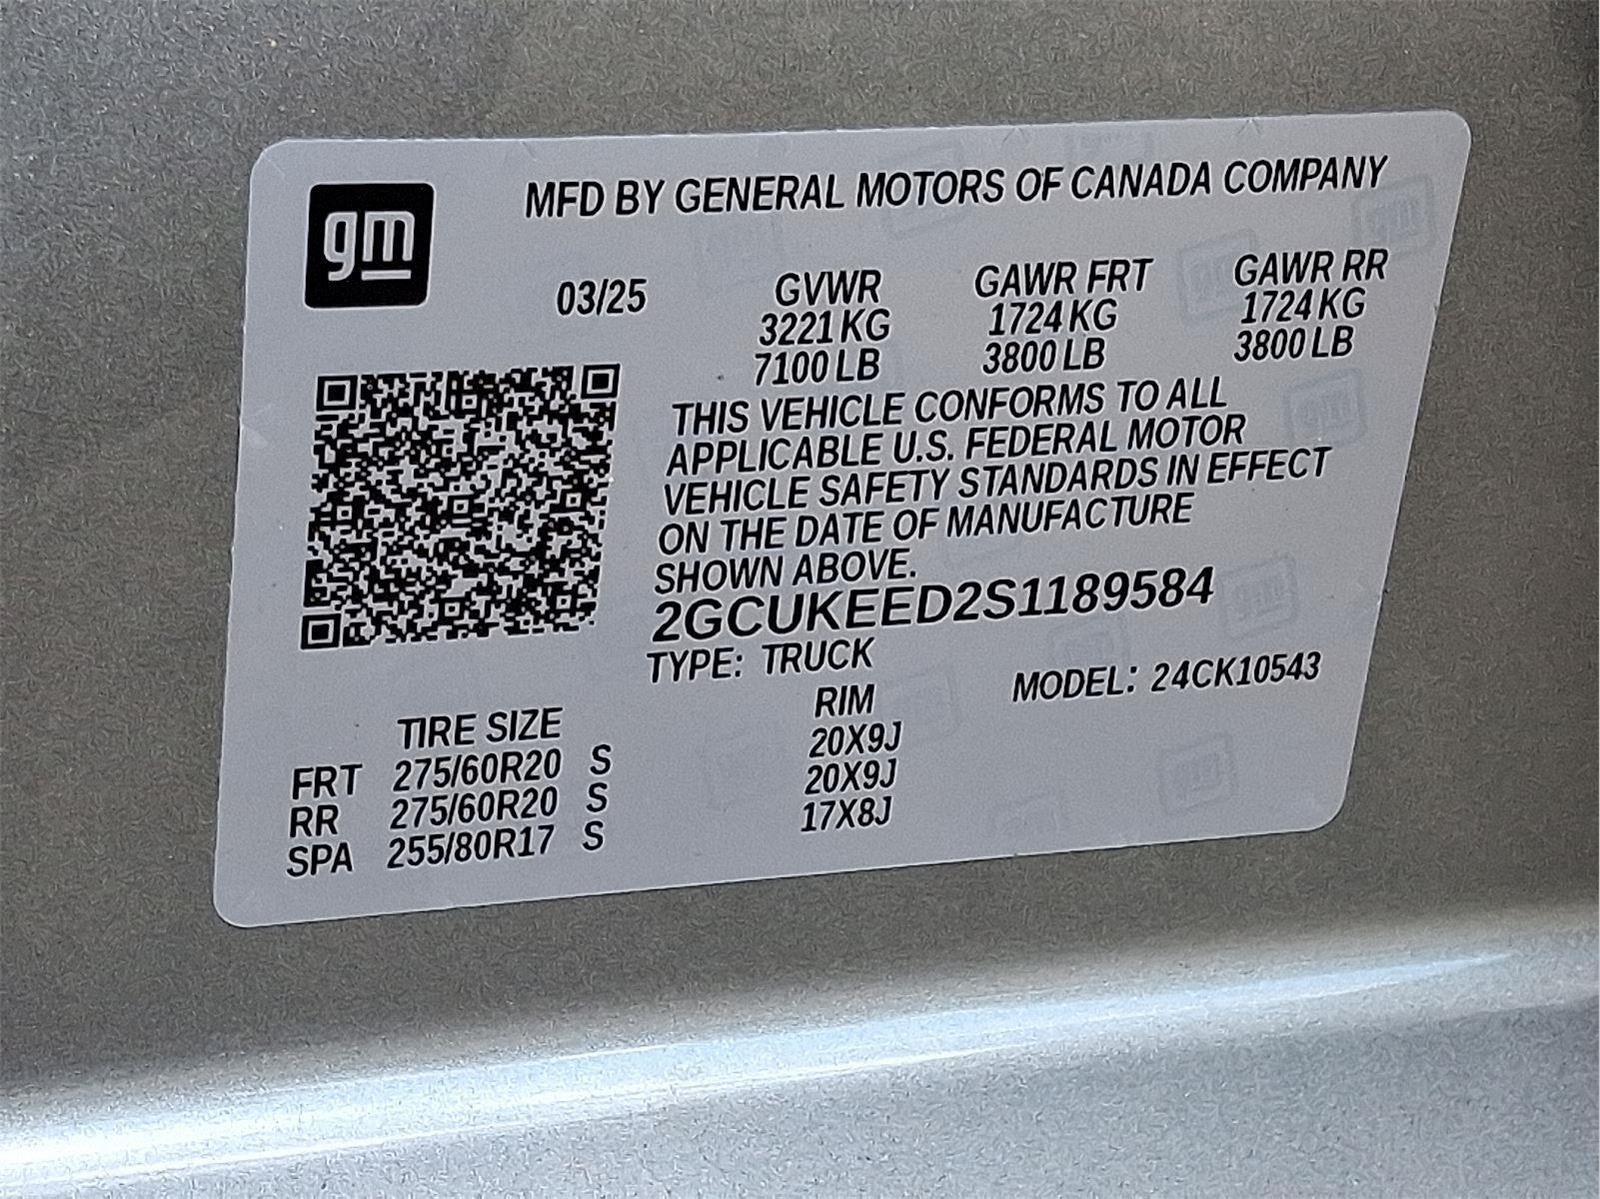 gm
MFD BY GENERAL MOTORS OF CANADA COMPANY
03/25 GVWR GAWR FRT GAWR RR
3221 KG 1724 KG 1724 KG
7100 LB 3800 LB 3800 LB
THIS VEHICLE CONFORMS TO ALL
APPLICABLE U.S. FEDERAL MOTOR
VEHICLE SAFETY STANDARDS IN EFFECT
ON THE DATE OF MANUFACTURE
SHOWN ABOVE.
2GCUKEED2S1189584
TYPE: TRUCK MODEL: 24CK10543
TIRE SIZE RIM
FRT 275/60R20 S 20X9J
RR 275/60R20 S 20X9J
SPA 255/80R17 S 17X8J